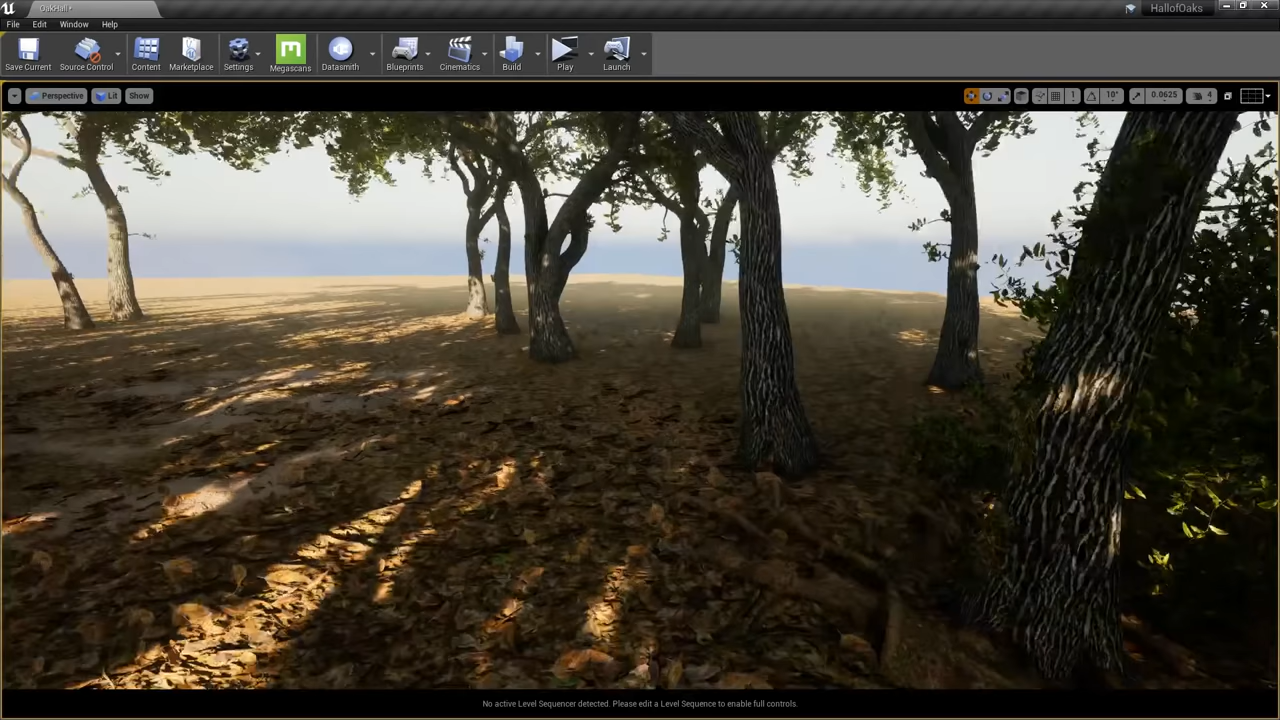 OakHall•
HallofOaks
File Edit Window Help
Save Current Source Control Content Marketplace Settings Megascans Datasmith Blueprints Cinematics Build Play Launch
Perspective Lit Show 1 10° 0.0625 4
No active Level Sequencer detected. Please edit a Level Sequence to enable full controls.